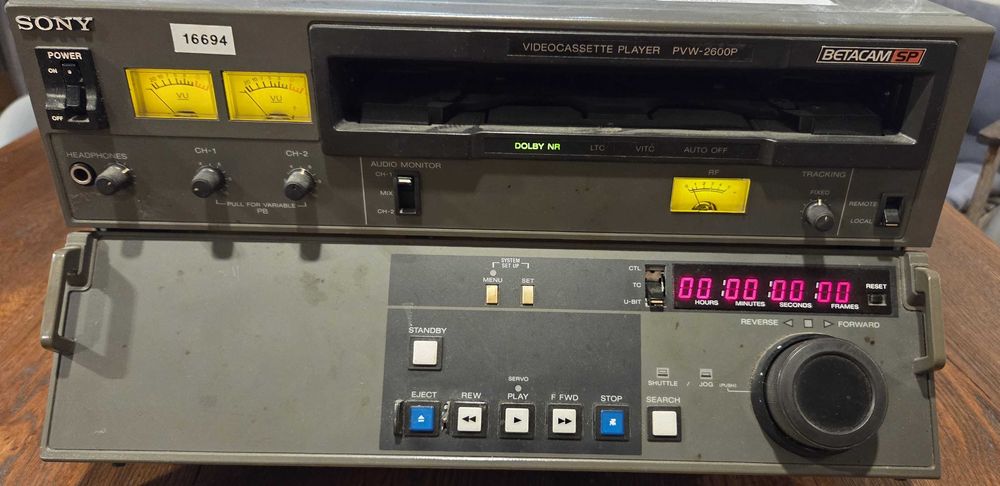 SONY
16694
VIDEOCASSETTE PLAYER PVW-2600P
BETACAM SP
POWER
ON
OFF
VU
VU
DOLBY NR
LTC
VITC
AUTO OFF
HEADPHONES
CH-1
CH-2
PULL FOR VARIABLE
PB
AUDIO MONITOR
CH-1
MIX
CH-2
RF
TRACKING
FIXED
REMOTE
LOCAL
SYSTEM
SET UP
MENU
SET
CTL
TC
U-BIT
00:00:00:00
HOURS MINUTES SECONDS FRAMES
RESET
REVERSE
FORWARD
STANDBY
SERVO
EJECT
REW
PLAY
F FWD
STOP
SHUTTLE / JOG (PUSH)
SEARCH